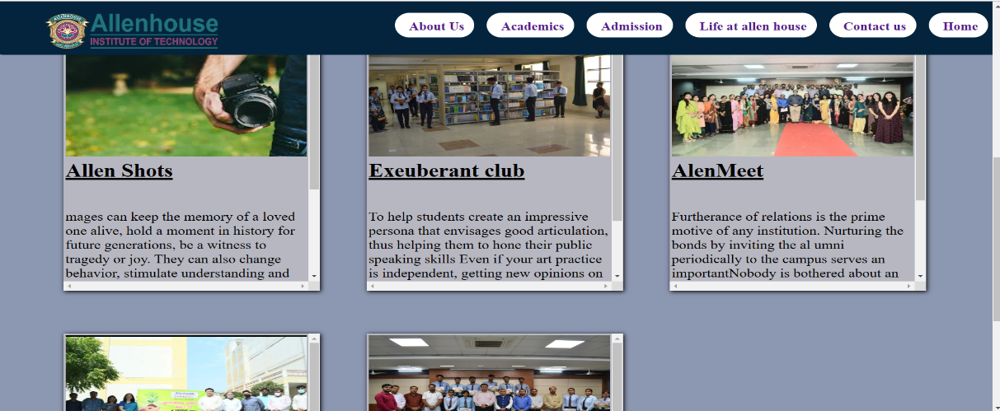 Allenhouse
INSTITUTE OF TECHNOLOGY
About Us
Academics
Admission
Life at allen house
Contact us
Home
Allen Shots
mages can keep the memory of a loved
one alive, hold a moment in history for
future generations, be a witness to
tragedy or joy. They can also change
behavior, stimulate understanding and
Exeuberant club
To help students create an impressive
persona that envisages good articulation,
thus helping them to hone their public
speaking skills Even if your art practice
is independent, getting new opinions on
AlenMeet
Furtherance of relations is the prime
motive of any institution. Nurturing the
bonds by inviting the al umni
periodically to the campus serves an
importantNobody is bothered about an